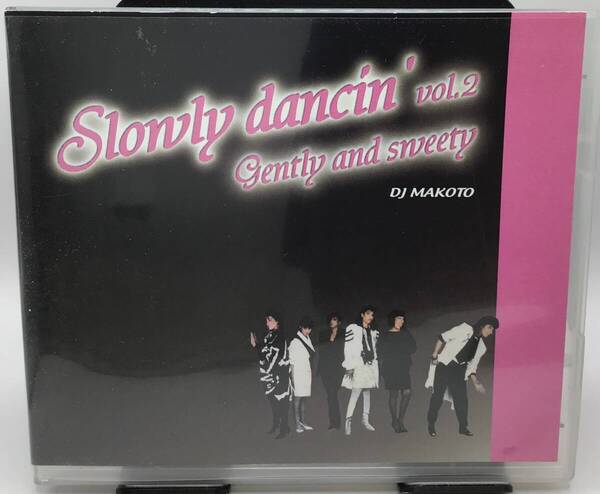 Slowly dancin' vol.2
Gently and sweety
DJ MAKOTO